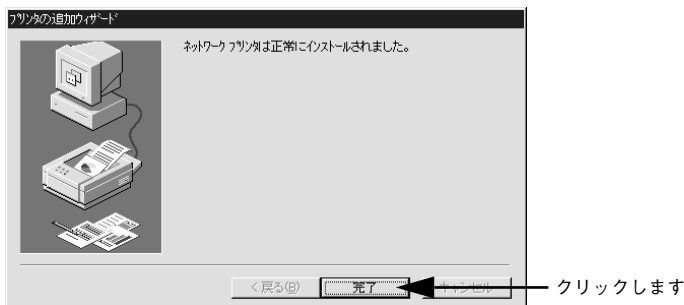 プリンタの追加ウィザード
ネットワーク プリンタは正常にインストールされました。
< 戻る(B)
完了
キャンセル
クリックします